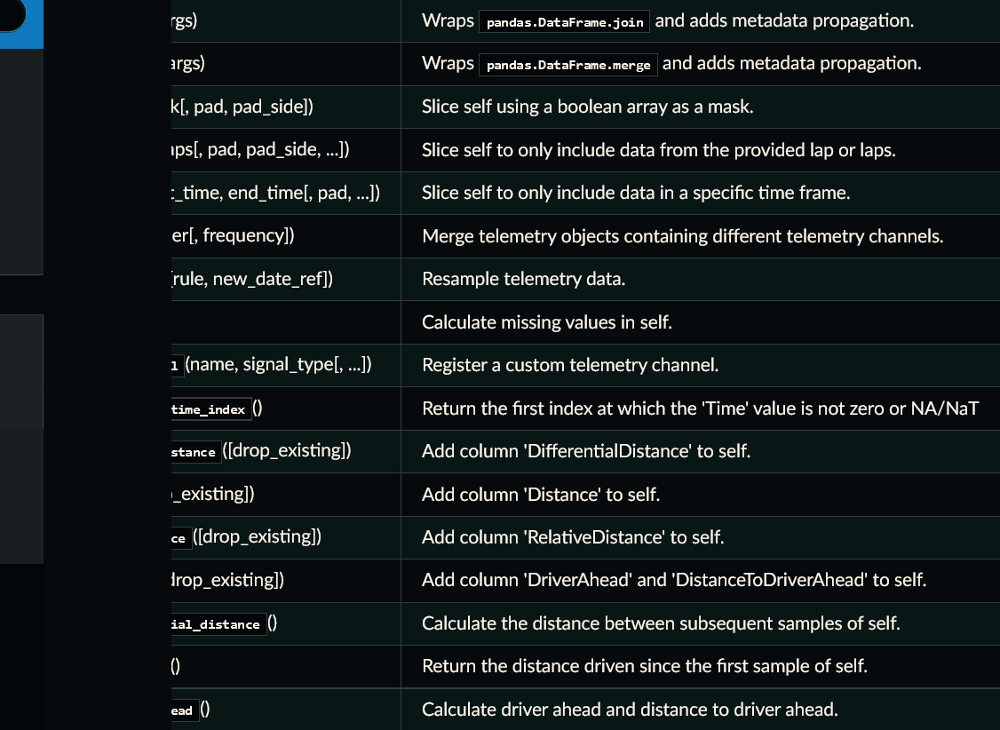 rgs) Wraps pandas.DataFrame.join and adds metadata propagation.
args) Wraps pandas.DataFrame.merge and adds metadata propagation.
k[, pad, pad_side]) Slice self using a boolean array as a mask.
aps[, pad, pad_side, ...]) Slice self to only include data from the provided lap or laps.
t_time, end_time[, pad, ...]) Slice self to only include data in a specific time frame.
er[, frequency]) Merge telemetry objects containing different telemetry channels.
[rule, new_date_ref]) Resample telemetry data.
Calculate missing values in self.
l(name, signal_type[, ...]) Register a custom telemetry channel.
time_index() Return the first index at which the 'Time' value is not zero or NA/NaT
stance([drop_existing]) Add column 'DifferentialDistance' to self.
p_existing]) Add column 'Distance' to self.
ce([drop_existing]) Add column 'RelativeDistance' to self.
drop_existing]) Add column 'DriverAhead' and 'DistanceToDriverAhead' to self.
ial_distance() Calculate the distance between subsequent samples of self.
() Return the distance driven since the first sample of self.
ead() Calculate driver ahead and distance to driver ahead.